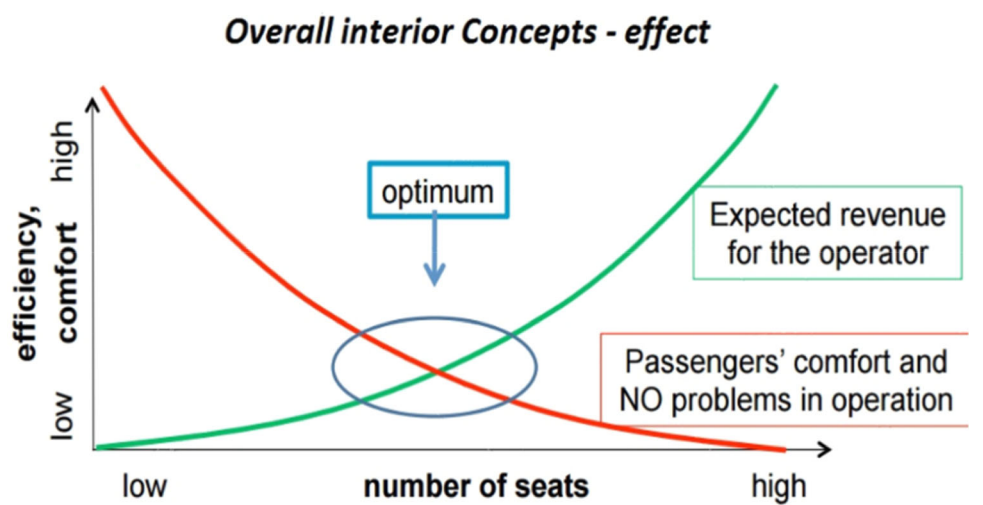 Overall interior Concepts - effect
efficiency,
comfort
high
low
optimum
Expected revenue
for the operator
Passengers' comfort and
NO problems in operation
low
number of seats
high